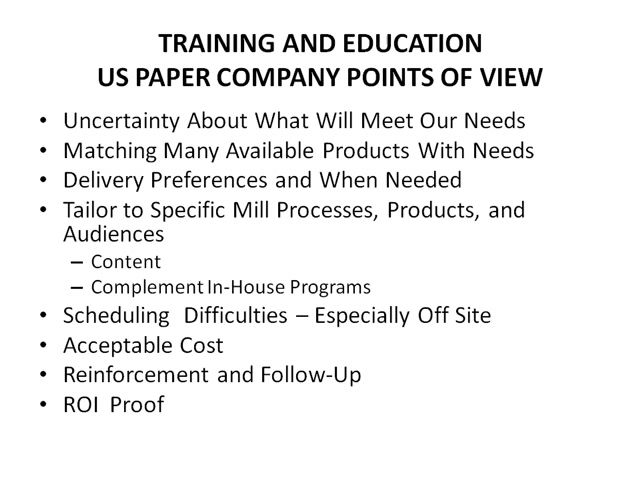 TRAINING AND EDUCATION
US PAPER COMPANY POINTS OF VIEW
• Uncertainty About What Will Meet Our Needs
• Matching Many Available Products With Needs
• Delivery Preferences and When Needed
• Tailor to Specific Mill Processes, Products, and
Audiences
– Content
– Complement In-House Programs
• Scheduling  Difficulties – Especially Off Site
• Acceptable Cost
• Reinforcement and Follow-Up
• ROI  Proof